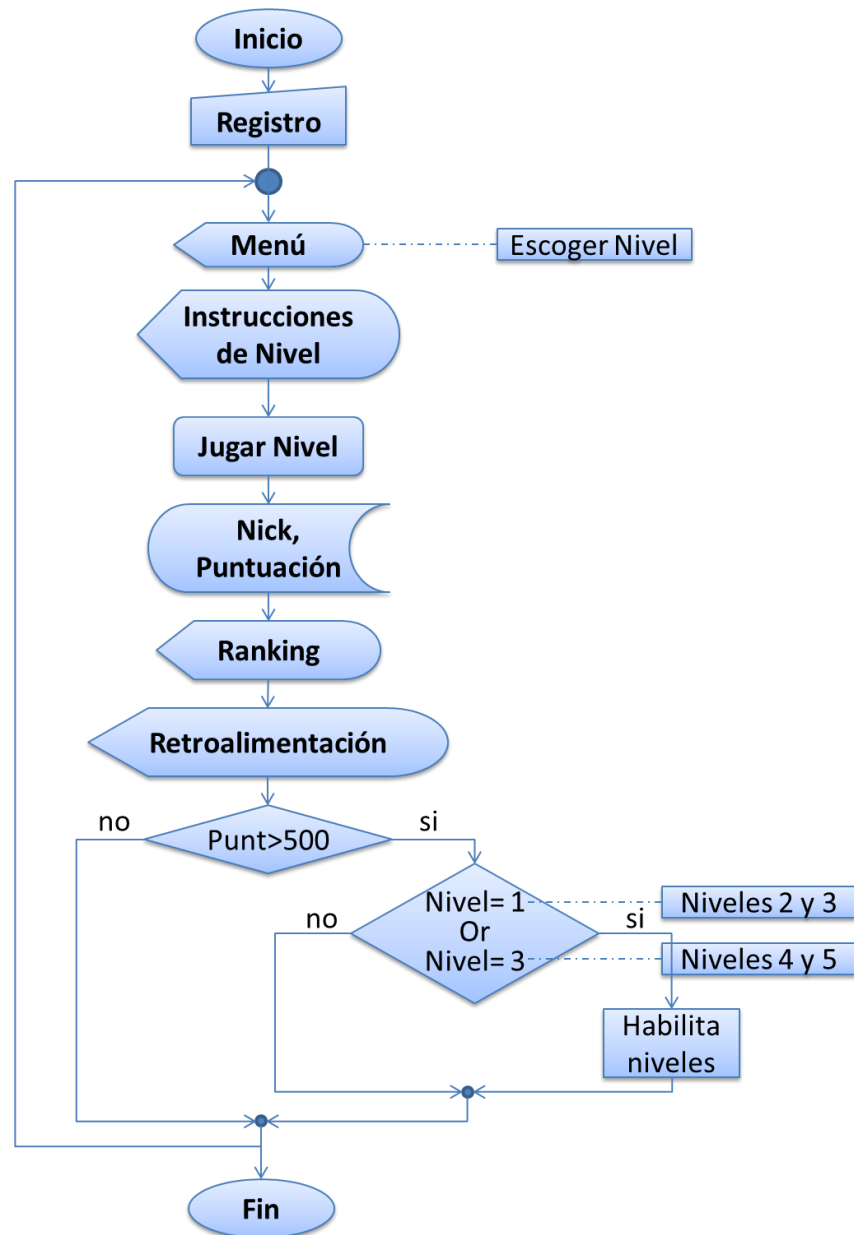 Inicio
Registro
Menú
Escoger Nivel
Instrucciones
de Nivel
Jugar Nivel
Nick,
Puntuación
Ranking
Retroalimentación
no
Punt>500
si
no
Nivel= 1
Or
Nivel= 3
si
Niveles 2 y 3
Niveles 4 y 5
Habilita
niveles
Fin